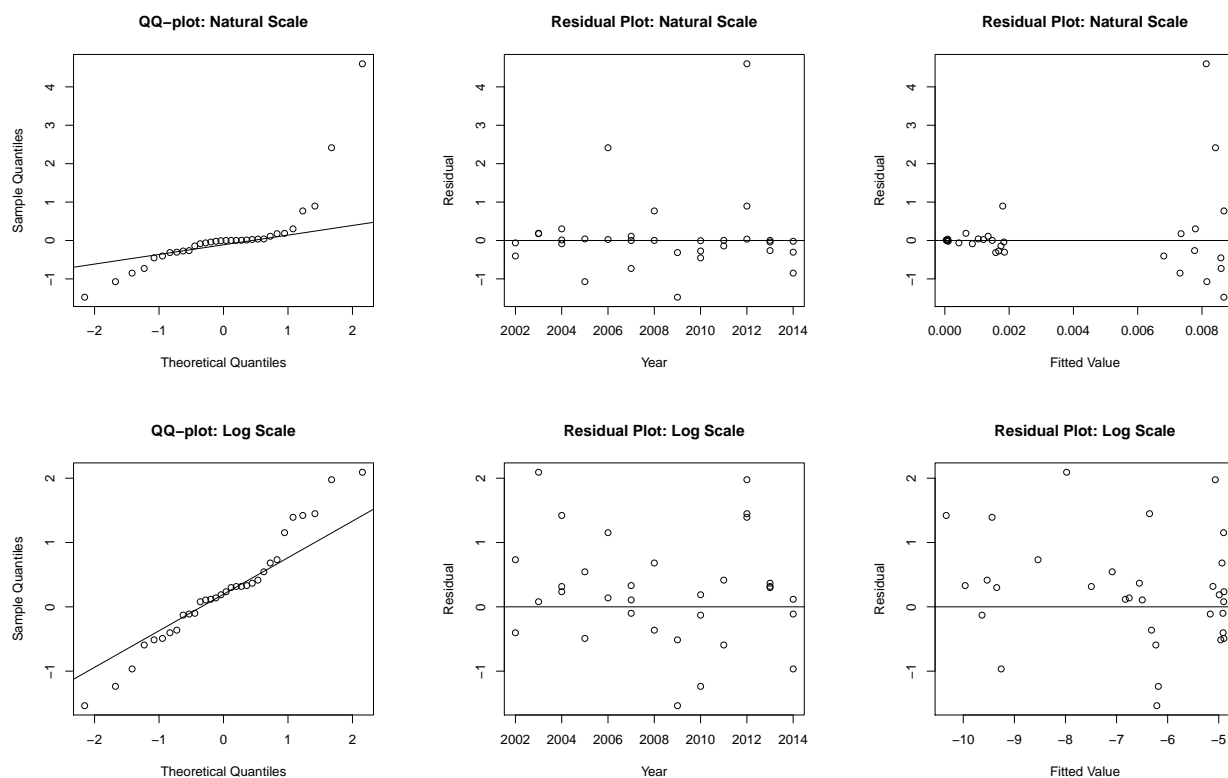 QQ−plot: Natural Scale
Sample Quantiles
4
3
2
1
0
−1
−2 −1 0 1 2
Theoretical Quantiles
Residual Plot: Natural Scale
Residual
4
3
2
1
0
−1
2002 2004 2006 2008 2010 2012 2014
Year
Residual Plot: Natural Scale
Residual
4
3
2
1
0
−1
0.000 0.002 0.004 0.006 0.008
Fitted Value
QQ−plot: Log Scale
Sample Quantiles
2
1
0
−1
−2 −1 0 1 2
Theoretical Quantiles
Residual Plot: Log Scale
Residual
2
1
0
−1
2002 2004 2006 2008 2010 2012 2014
Year
Residual Plot: Log Scale
Residual
2
1
0
−1
−10 −9 −8 −7 −6 −5
Fitted Value